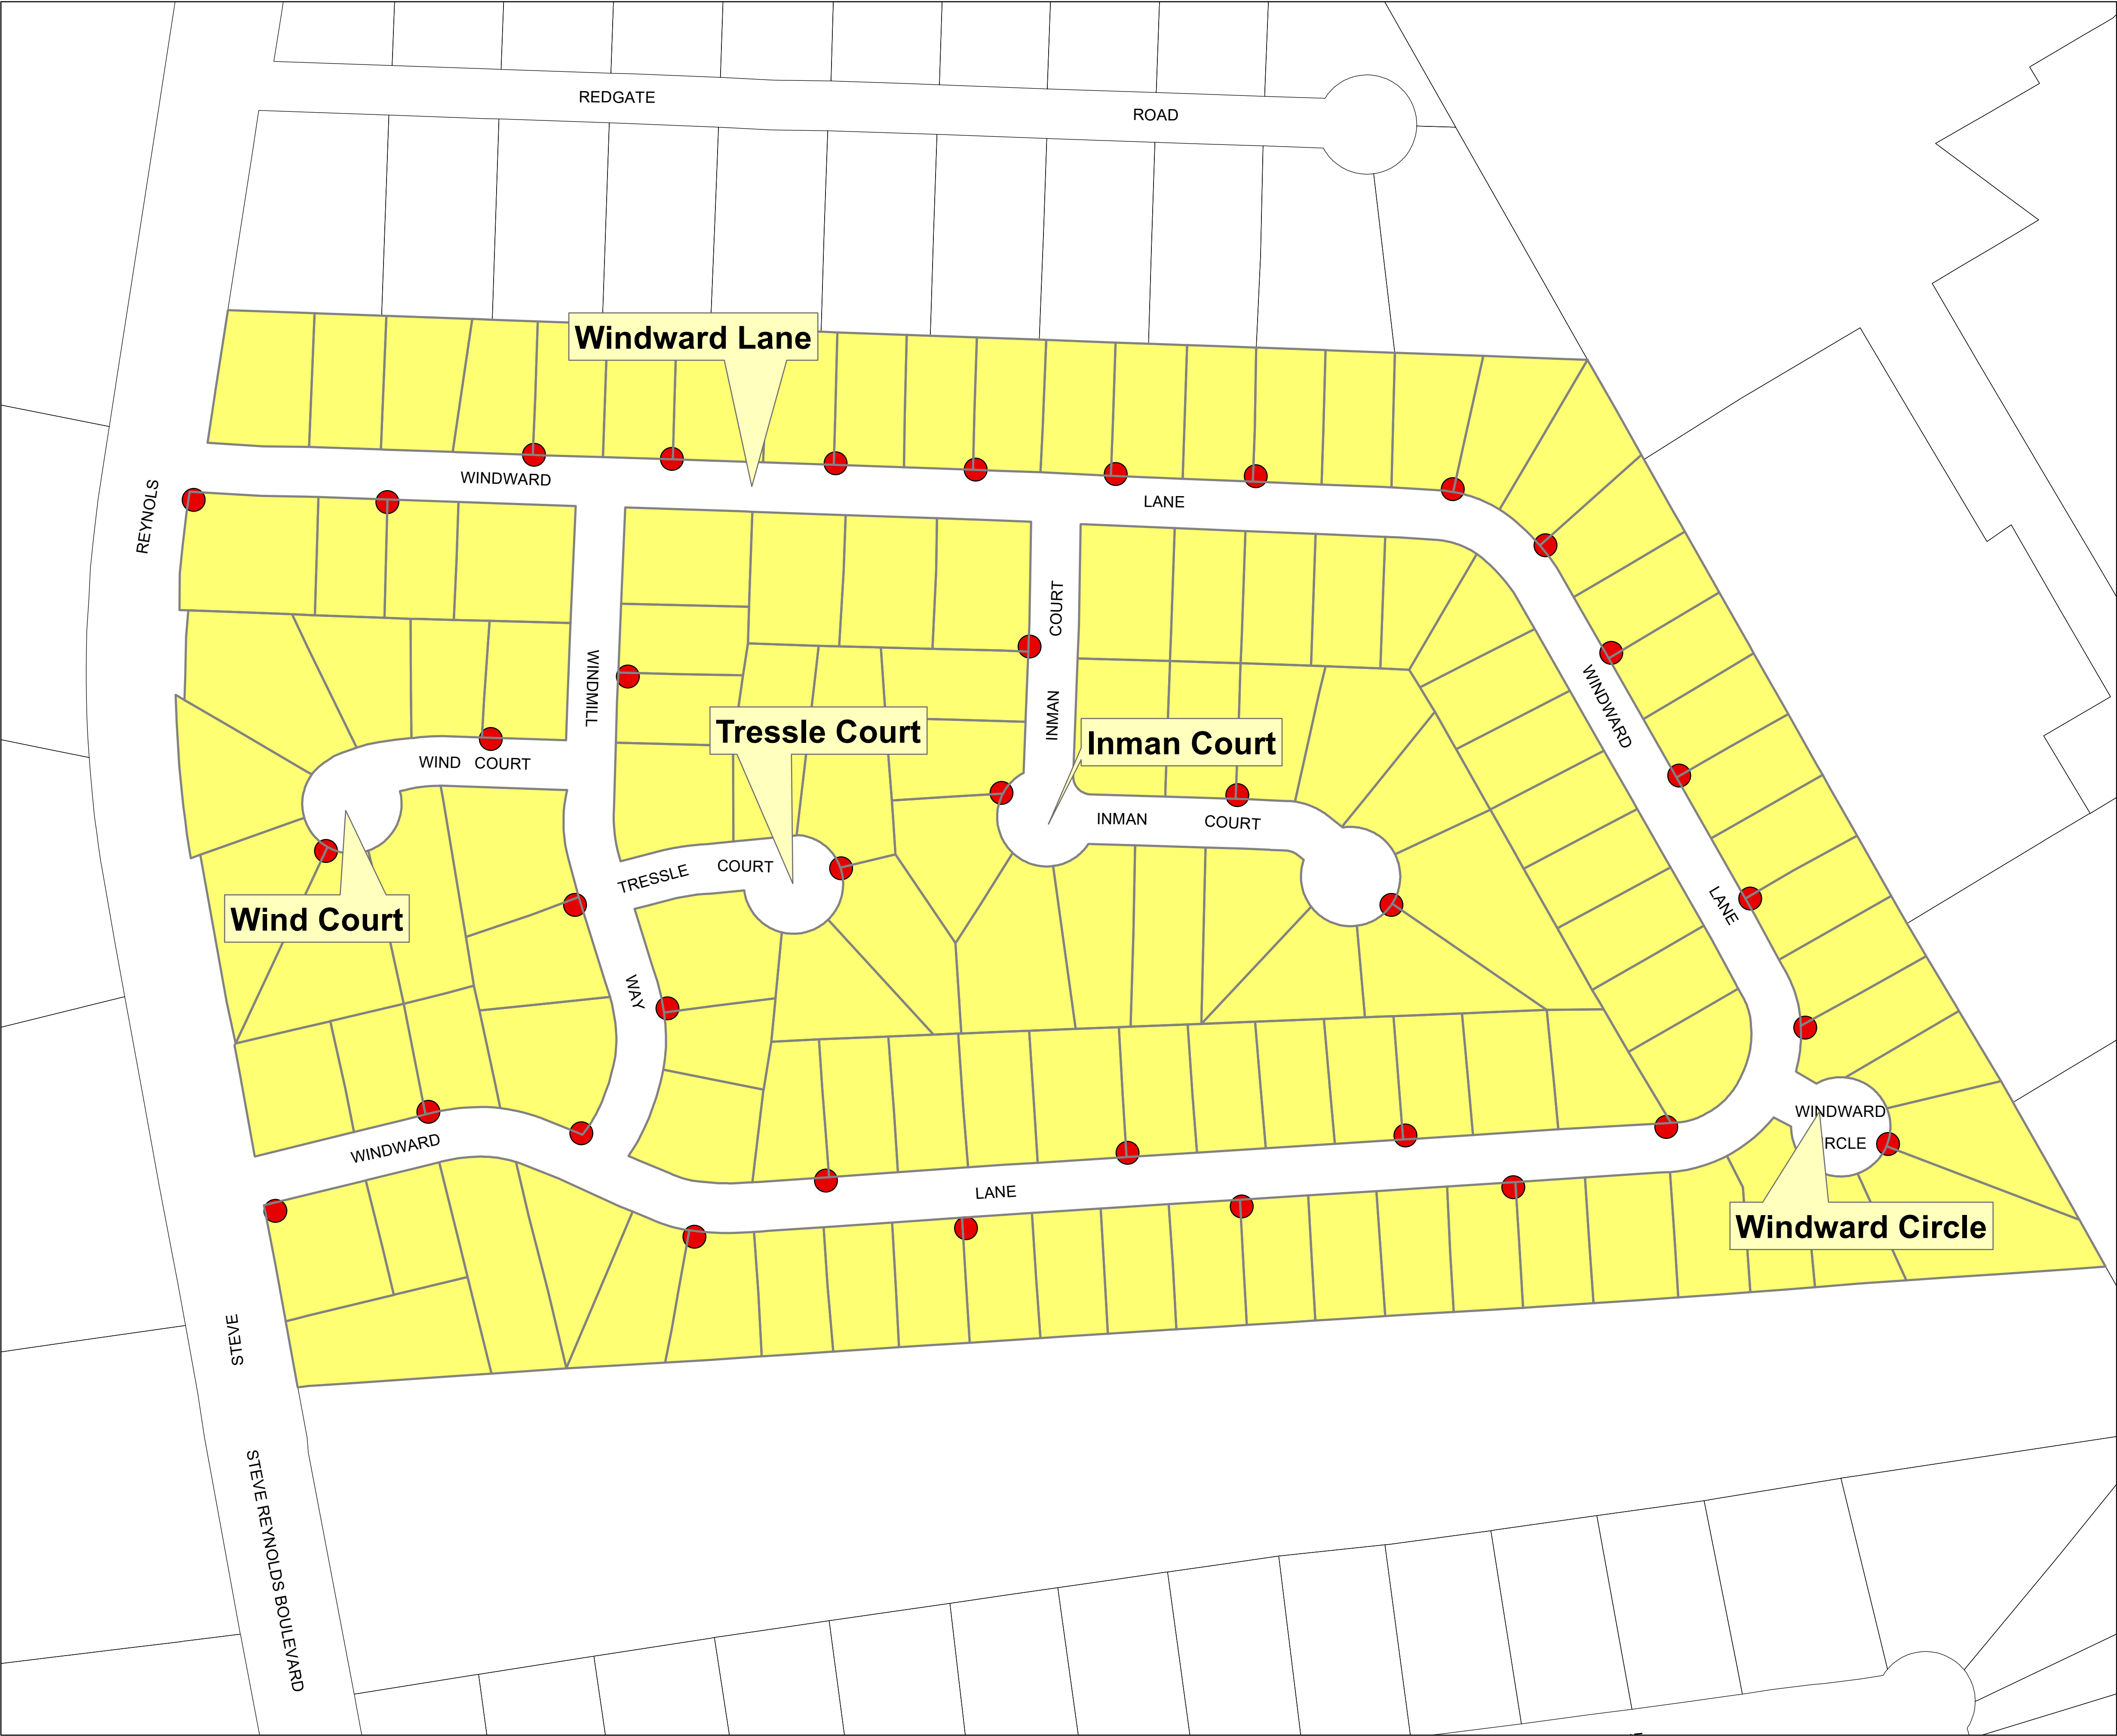 REDGATE ROAD
Windward Lane
WINDWARD LANE
REYNOLS
COURT
INMAN
WINDMILL
WINDWARD
Tressle Court
Inman Court
WIND COURT
INMAN COURT
TRESSLE COURT
LANE
Wind Court
WAY
WINDWARD
RCLE
WINDWARD
LANE
Windward Circle
STEVE
STEVE REYNOLDS BOULEVARD